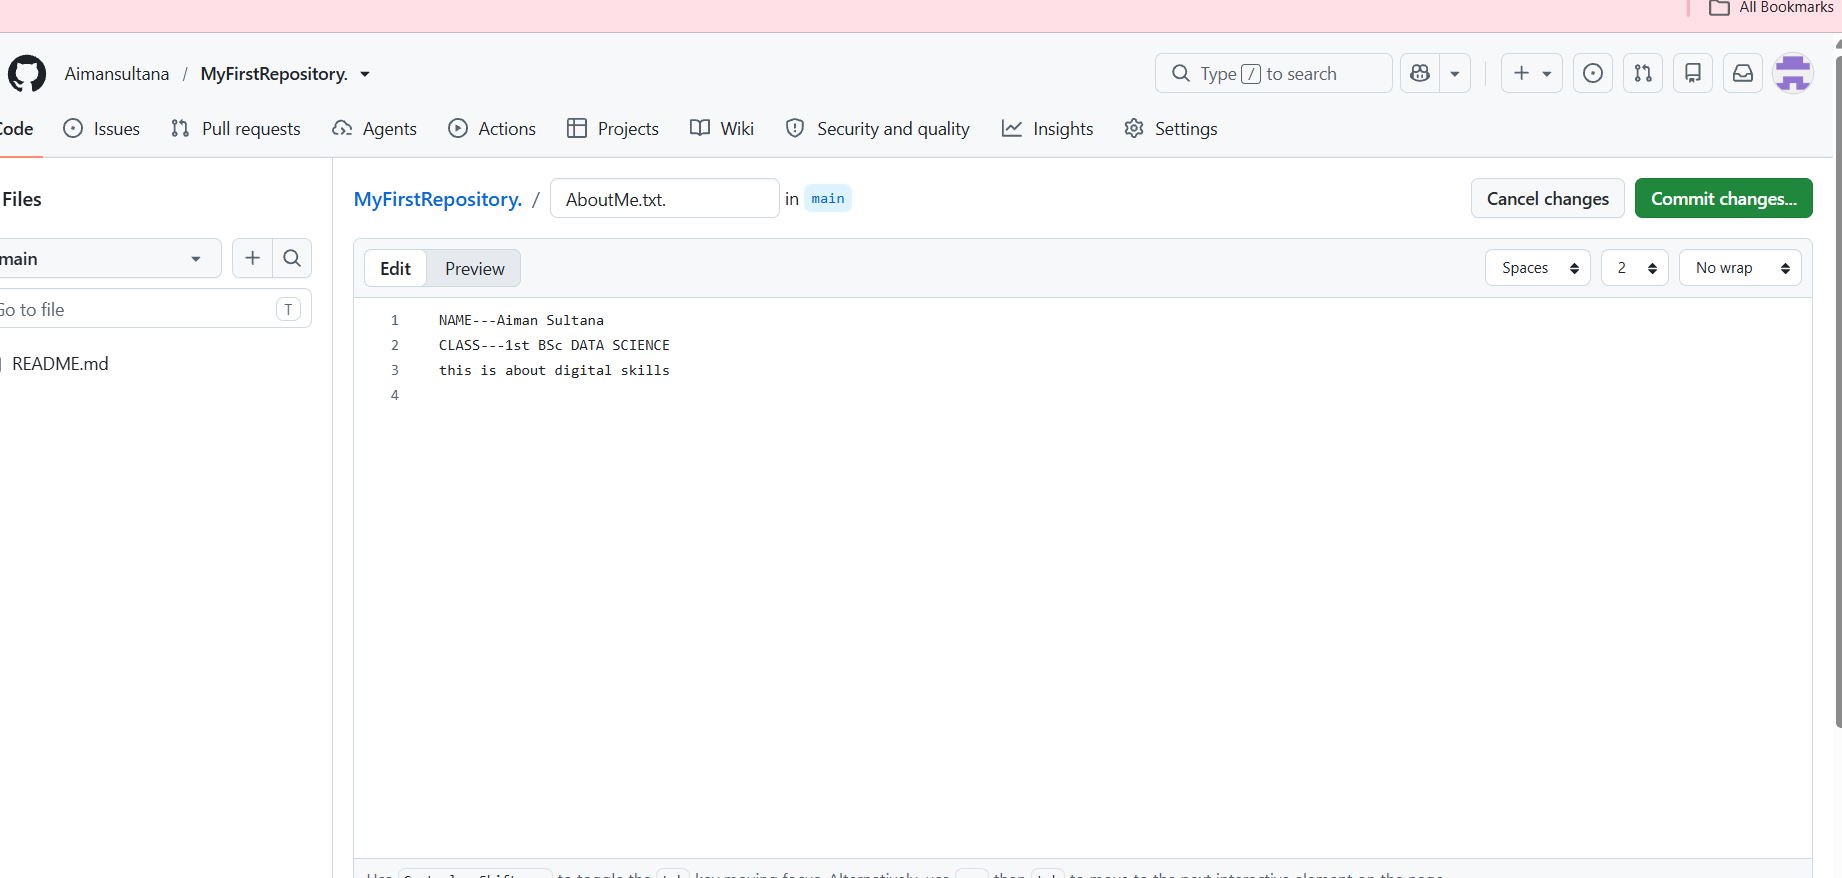 All Bookmarks
Aimansultana / MyFirstRepository.
Type / to search
Code Issues Pull requests Agents Actions Projects Wiki Security and quality Insights Settings
Files
MyFirstRepository. / AboutMe.txt. in main
Cancel changes Commit changes...
main
Edit Preview
Spaces 2 No wrap
Go to file T
README.md
1 NAME---Aiman Sultana
2 CLASS---1st BSc DATA SCIENCE
3 this is about digital skills
4